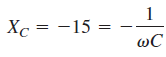 X_C = −15 = − 1/ωC